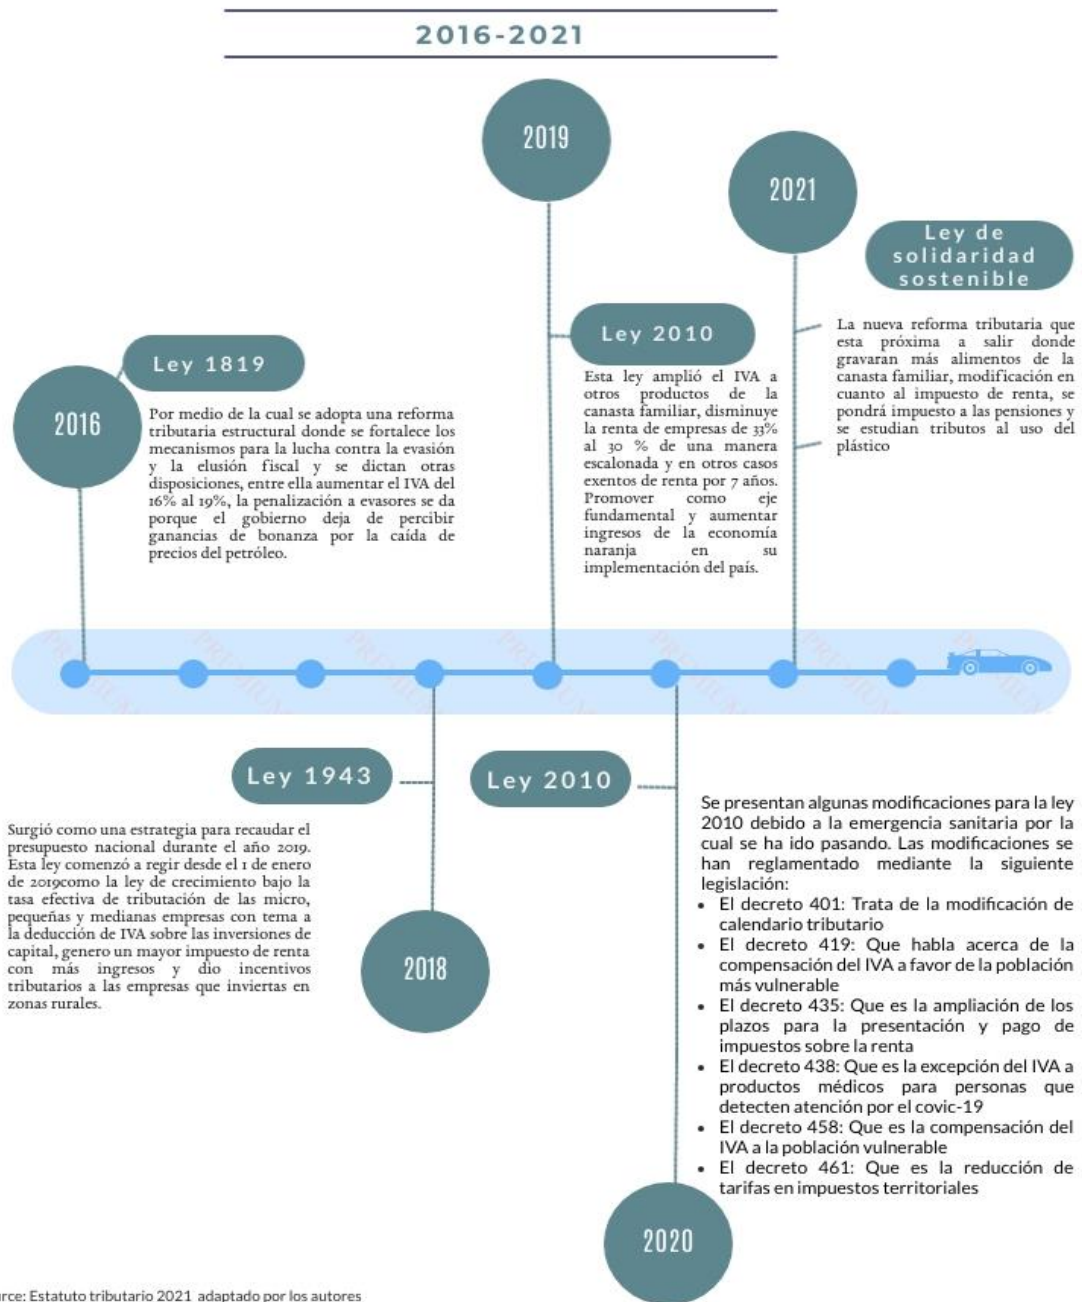 2016-2021
2019
2021
Ley de
solidaridad
sostenible
La nueva reforma tributaria que
esta próxima a salir donde
gravaran más alimentos de la
canasta familiar, modificación en
cuanto al impuesto de renta, se
pondrá impuesto a las pensiones y
se estudian tributos al uso del
plástico
Ley 2010
Esta ley amplió el IVA a
otros productos de la
canasta familiar, disminuye
la renta de empresas de 33%
al 30 % de una manera
escalonada y en otros casos
exentos de renta por 7 años.
Promover como eje
fundamental y aumentar
ingresos de la economía
naranja en su
implementación del país.
Ley 1819
2016
Por medio de la cual se adopta una reforma
tributaria estructural donde se fortalece los
mecanismos para la lucha contra la evasión
y la elusión fiscal y se dictan otras
disposiciones, entre ella aumentar el IVA del
16% al 19%, la penalización a evasores se da
porque el gobierno deja de percibir
ganancias de bonanza por la caída de
precios del petróleo.
PREMIUM
PREMIUM
PREMIUM
PREMIUM
PREMIUM
PREMIUM
PREMIUM
Ley 1943
Surgió como una estrategia para recaudar el
presupuesto nacional durante el año 2019.
Esta ley comenzó a regir desde el 1 de enero
de 2019como la ley de crecimiento bajo la
tasa efectiva de tributación de las micro,
pequeñas y medianas empresas con tema a
la deducción de IVA sobre las inversiones de
capital, genero un mayor impuesto de renta
con más ingresos y dio incentivos
tributarios a las empresas que inviertas en
zonas rurales.
2018
Ley 2010
Se presentan algunas modificaciones para la ley
2010 debido a la emergencia sanitaria por la
cual se ha ido pasando. Las modificaciones se
han reglamentado mediante la siguiente
legislación:
• El decreto 401: Trata de la modificación de
calendario tributario
• El decreto 419: Que habla acerca de la
compensación del IVA a favor de la población
más vulnerable
• El decreto 435: Que es la ampliación de los
plazos para la presentación y pago de
impuestos sobre la renta
• El decreto 438: Que es la excepción del IVA a
productos médicos para personas que
detecten atención por el covic-19
• El decreto 458: Que es la compensación del
IVA a la población vulnerable
• El decreto 461: Que es la reducción de
tarifas en impuestos territoriales
2020
urce: Estatuto tributario 2021 adaptado por los autores